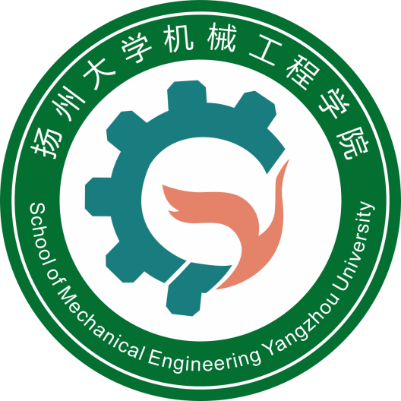 扬州大学机械工程学院
School of Mechanical Engineering Yangzhou University